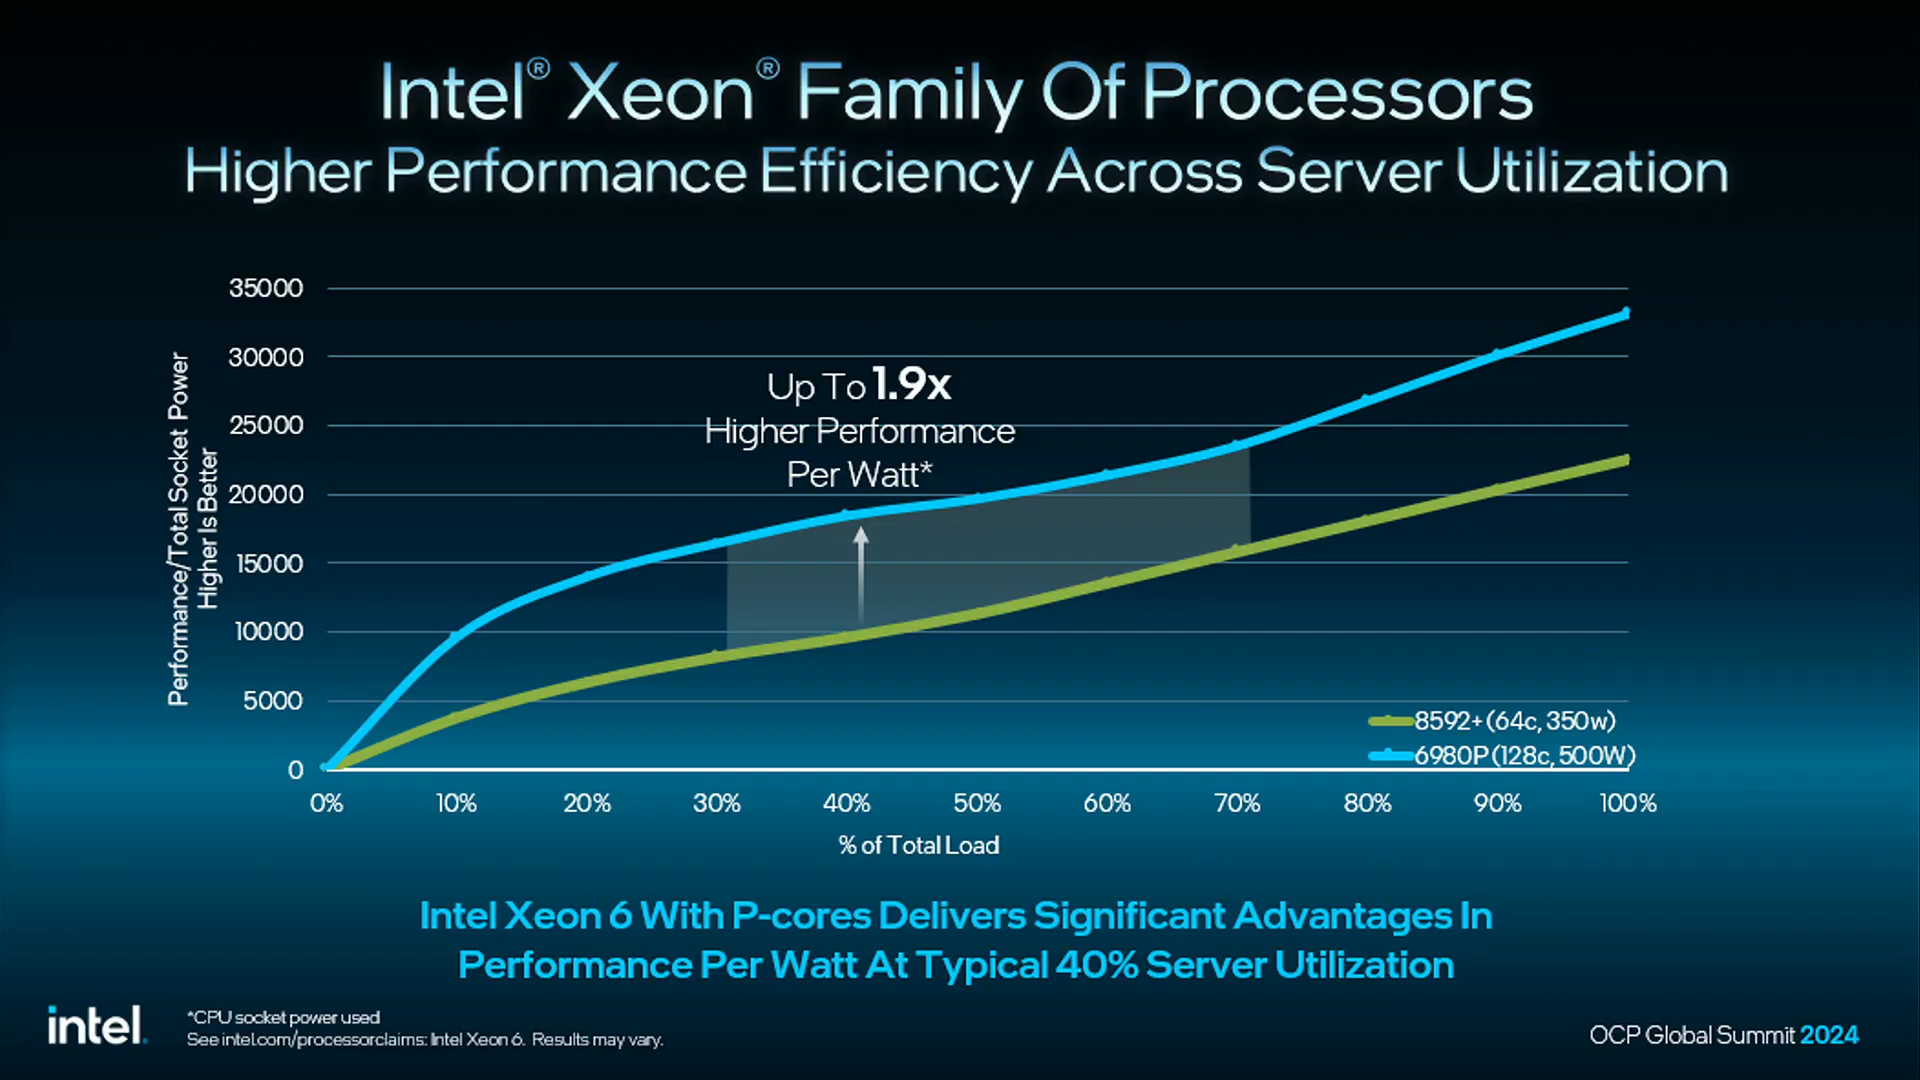 Intel® Xeon® Family Of Processors
Higher Performance Efficiency Across Server Utilization
Performance/Total Socket Power
Higher Is Better
35000
30000
25000
20000
15000
10000
5000
0
Up To 1.9x
Higher Performance
Per Watt*
8592+ (64c, 350w)
6980P (128c, 500W)
0% 10% 20% 30% 40% 50% 60% 70% 80% 90% 100%
% of Total Load
Intel Xeon 6 With P-cores Delivers Significant Advantages In
Performance Per Watt At Typical 40% Server Utilization
intel.
*CPU socket power used
See intel.com/processorclaims: Intel Xeon 6. Results may vary.
OCP Global Summit 2024